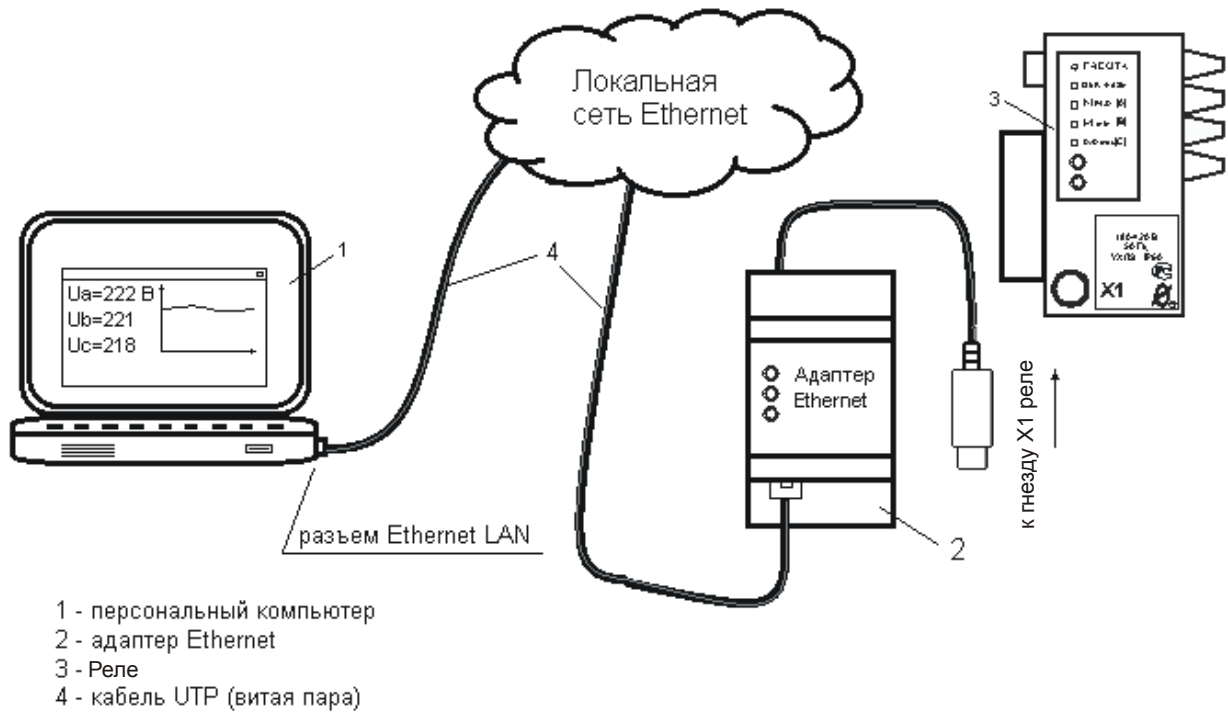 Локальная
сеть Ethernet
3
1
4
Ua=222 В
Ub=221
Uc=218
Адаптер
Ethernet
X1
к гнезду X1 реле
разъем Ethernet LAN
2
1 - персональный компьютер
2 - адаптер Ethernet
3 - Реле
4 - кабель UTP (витая пара)